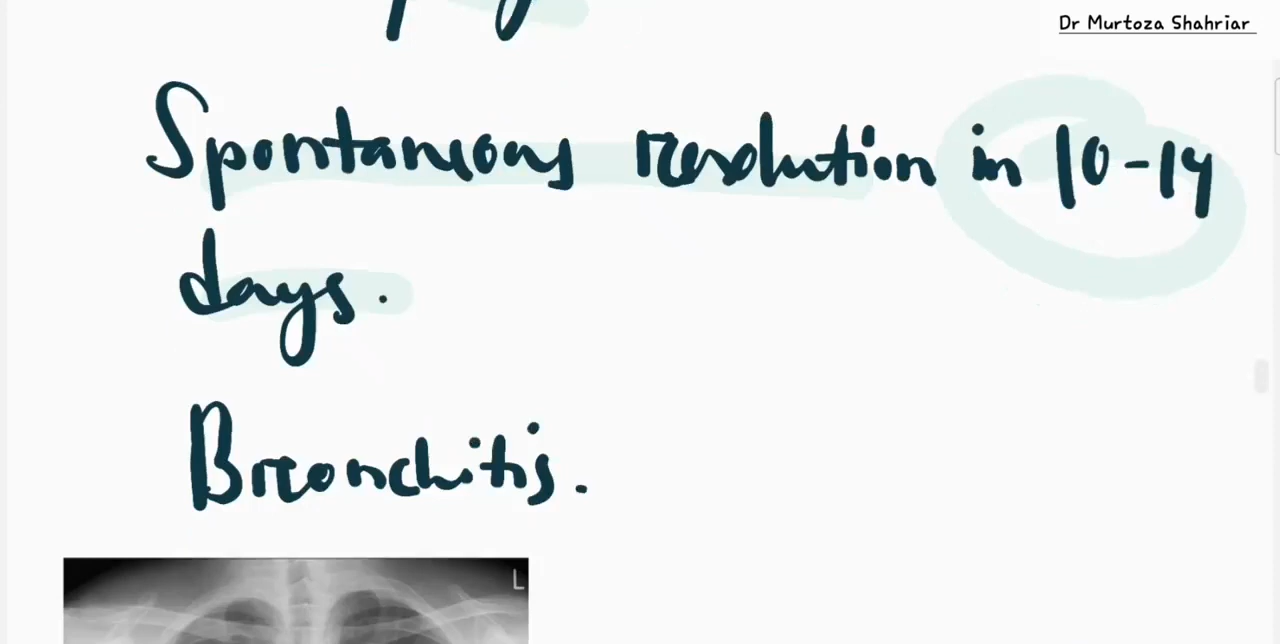 Dr Murtoza Shahriar
Spontaneous resolution in 10-14
days.
Bronchitis.
L